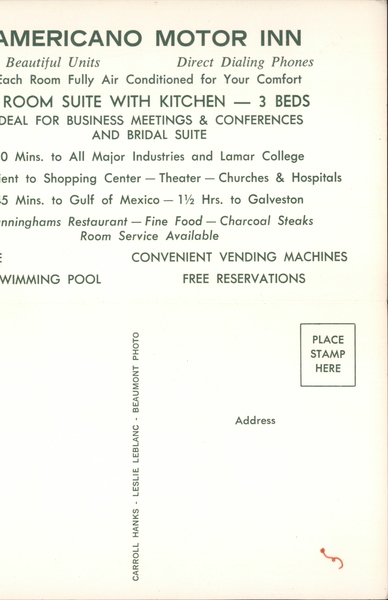 AMERICANO MOTOR INN
Beautiful Units Direct Dialing Phones
Each Room Fully Air Conditioned for Your Comfort
ROOM SUITE WITH KITCHEN — 3 BEDS
DEAL FOR BUSINESS MEETINGS & CONFERENCES
AND BRIDAL SUITE
0 Mins. to All Major Industries and Lamar College
ent to Shopping Center — Theater — Churches & Hospitals
5 Mins. to Gulf of Mexico — 1½ Hrs. to Galveston
nninghams Restaurant — Fine Food — Charcoal Steaks
Room Service Available
E CONVENIENT VENDING MACHINES
WIMMING POOL FREE RESERVATIONS
PLACE
STAMP
HERE
CARROLL HANKS - LESLIE LEBLANC - BEAUMONT PHOTO
Address